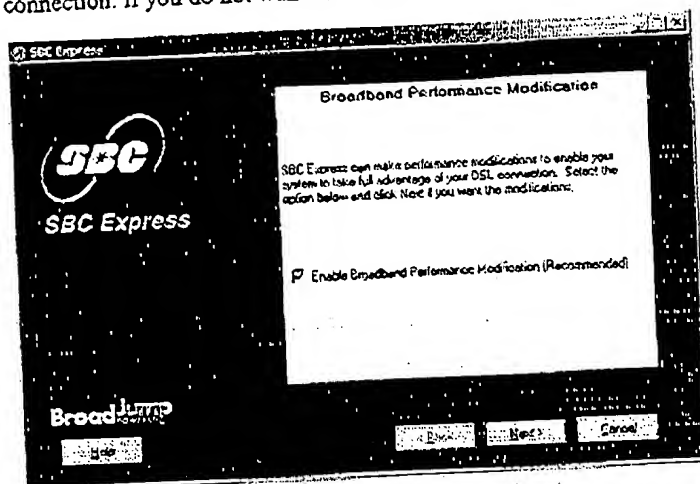 connection. If you do not
SBC Express
Broadband Performance Modification
SBC
SBC Express
SBC Express can make performance modifications to enable your
system to take full advantage of your DSL connection. Select the
option below and click Next if you want the modifications.
Enable Broadband Performance Modification (Recommended)
BroadJump
Help
Back
Next >
Cancel